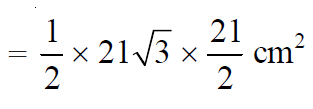 = 1/2 × 21√3 × 21/2 cm²